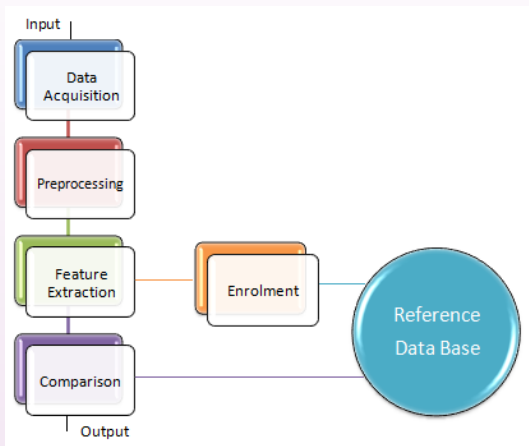 Input
Data
Acquisition
Preprocessing
Feature
Extraction
Enrolment
Reference
Data Base
Comparison
Output